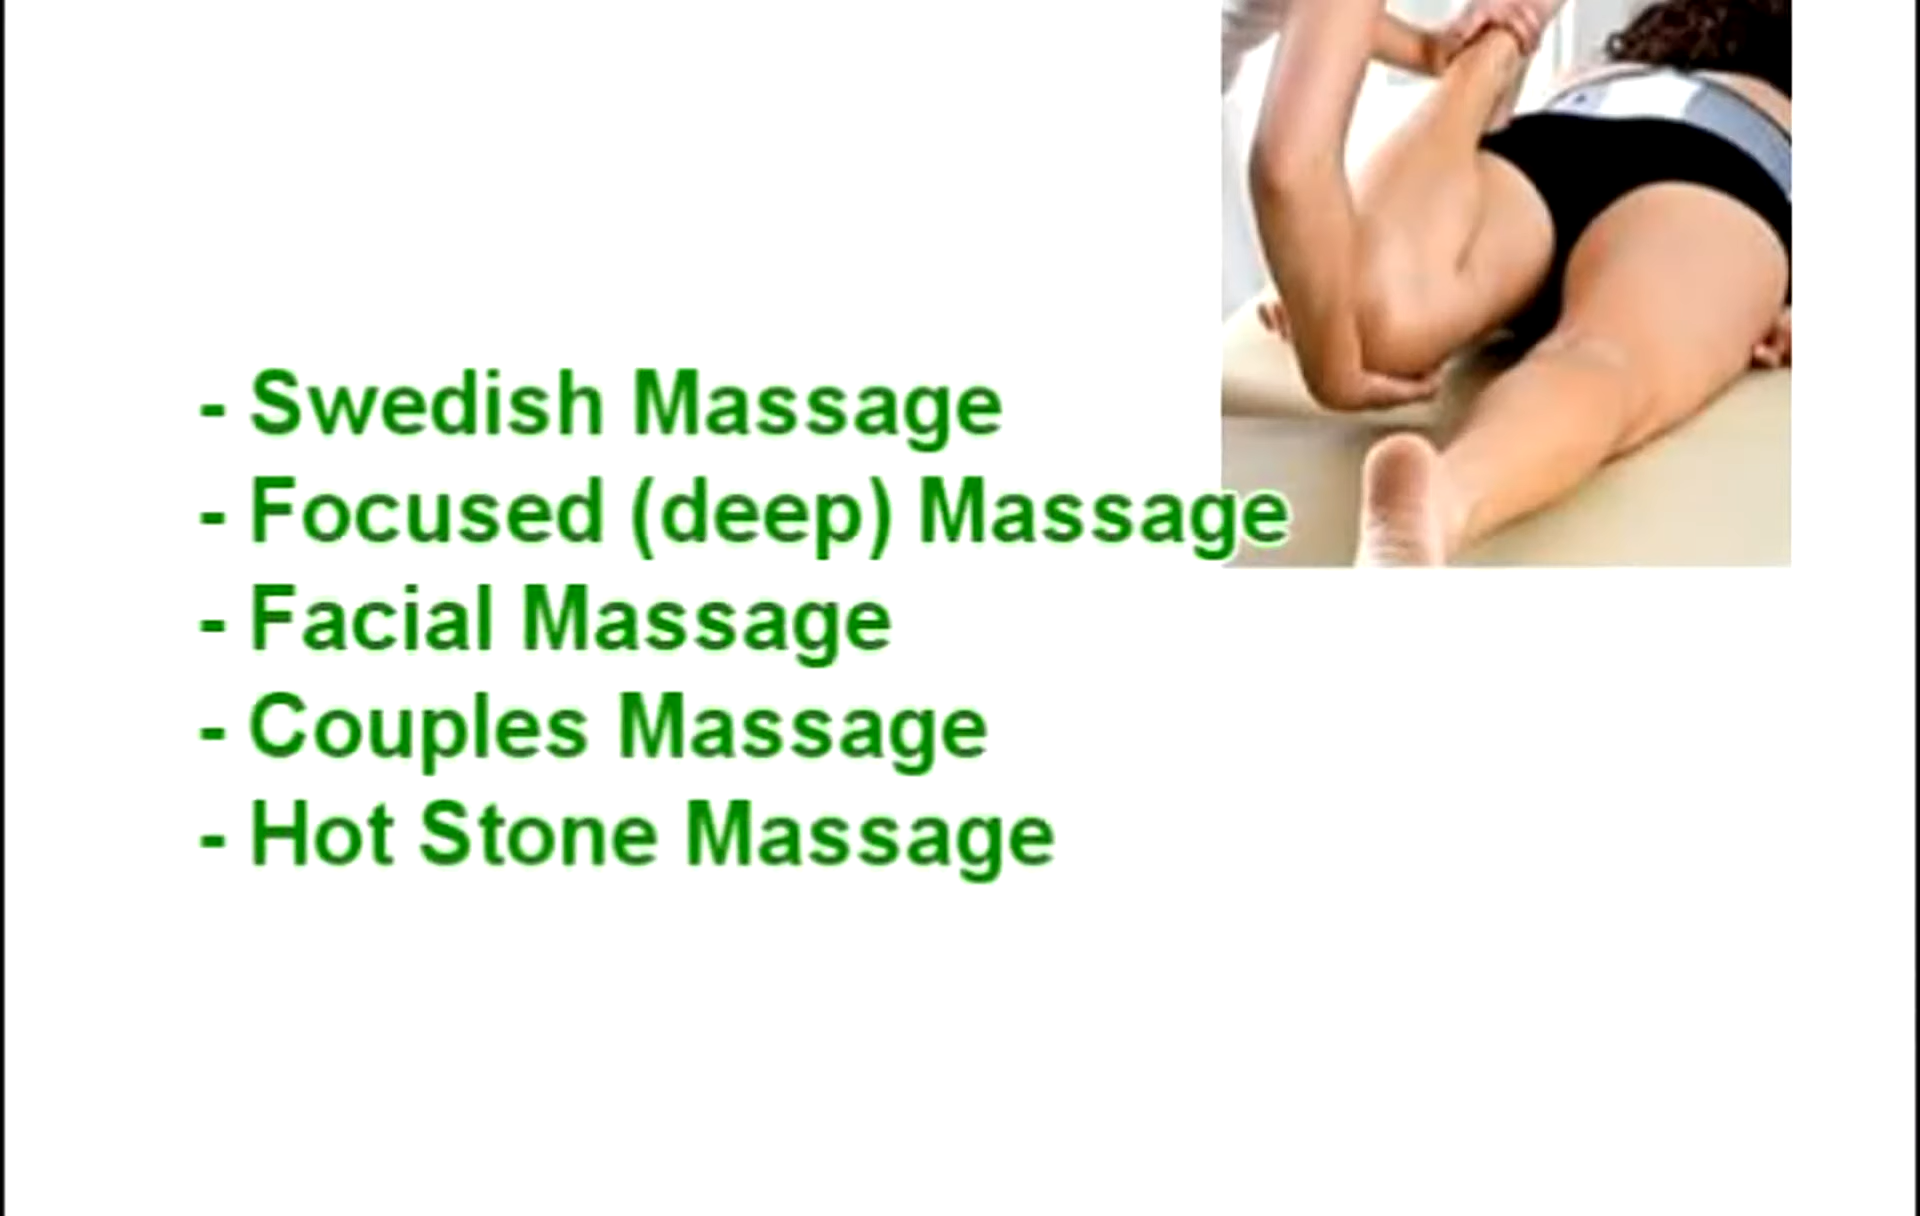 - Swedish Massage
- Focused (deep) Massage
- Facial Massage
- Couples Massage
- Hot Stone Massage